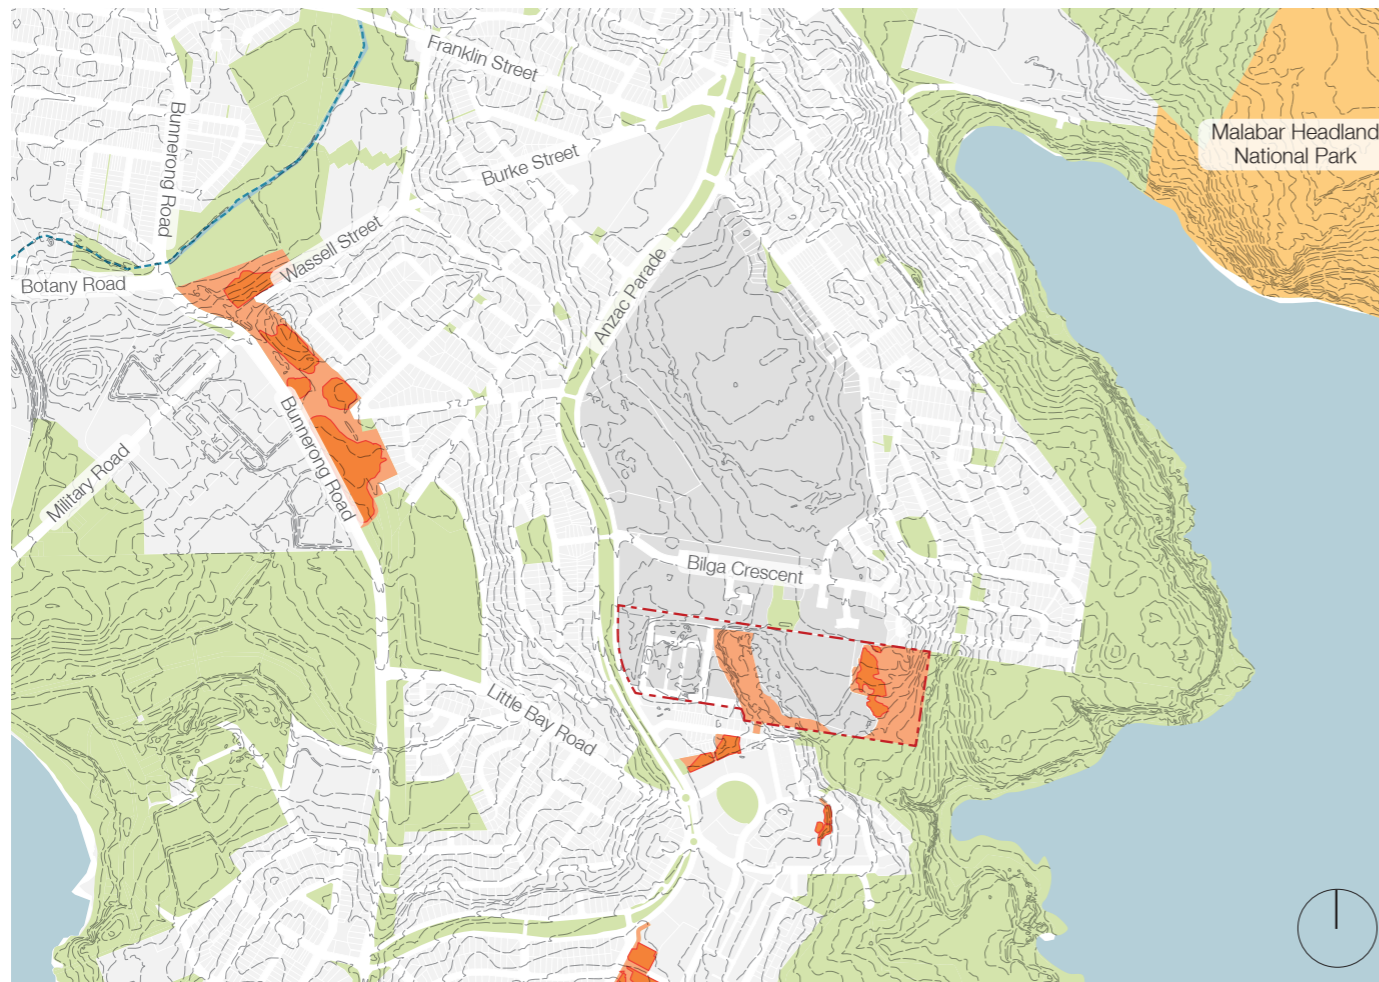 Franklin Street
Bunnerong Road
Burke Street
Malabar Headland
National Park
Wassell Street
Botany Road
Anzac Parade
Bunnerong Road
Military Road
Bilga Crescent
Little Bay Road